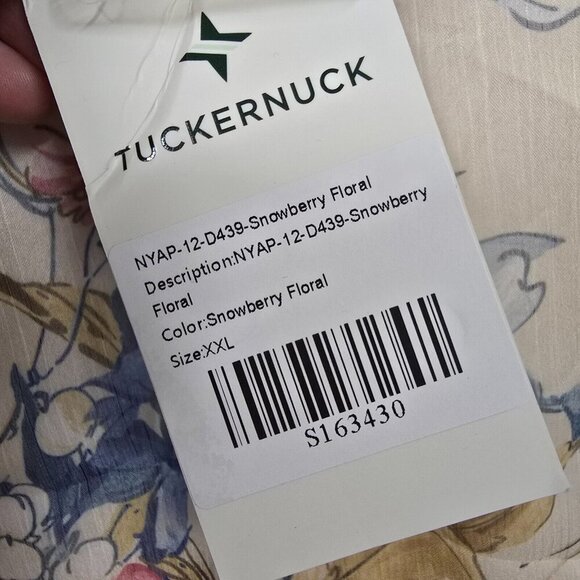 TUCKERNUCK
NYAP-12-D439-Snowberry Floral
Description:NYAP-12-D439-Snowberry
Floral
Color:Snowberry Floral
Size:XXL
S163430